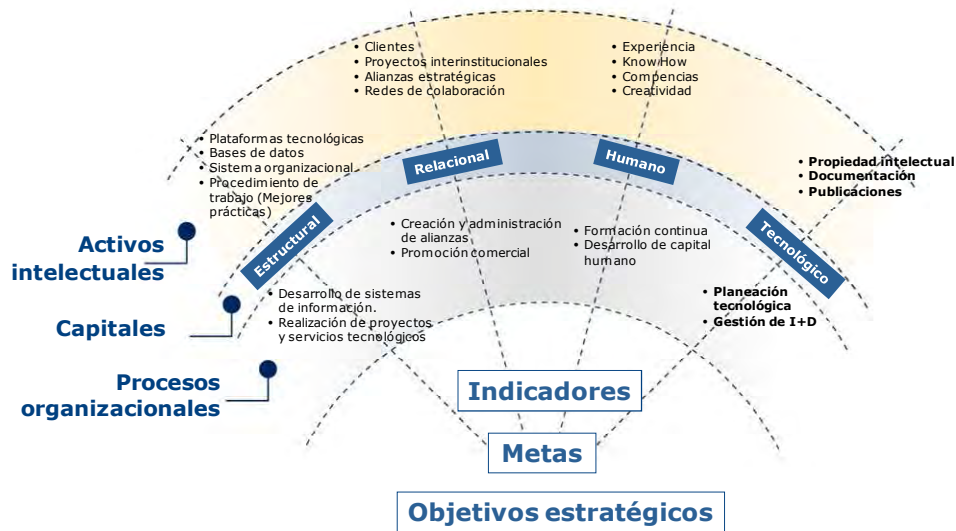 • Clientes
• Proyectos interinstitucionales
• Alianzas estratégicas
• Redes de colaboración
• Experiencia
• Know How
• Compencias
• Creatividad
• Plataformas tecnológicas
• Bases de datos
• Sistema organizacional
• Procedimiento de
trabajo (Mejores
prácticas)
• Propiedad intelectual
• Documentación
• Publicaciones
Estructural
Relacional
Humano
Tecnológico
Activos
intelectuales
Capitales
Procesos
organizacionales
• Desarrollo de sistemas
de información.
• Realización de proyectos
y servicios tecnológicos
• Creación y administración
de alianzas
• Promoción comercial
• Formación continua
• Desarrollo de capital
humano
• Planeación
tecnológica
• Gestión de I+D
Indicadores
Metas
Objetivos estratégicos